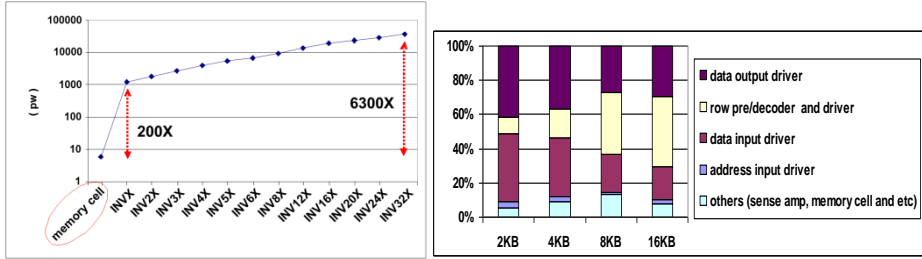 100000
10000
1000
100
10
1
( pw )
200X
6300X
memory cell
INVX
INV2X
INV3X
INV4X
INV5X
INV6X
INV8X
INV12X
INV16X
INV20X
INV24X
INV32X
100%
80%
60%
40%
20%
0%
2KB 4KB 8KB 16KB
data output driver
row pre/decoder and driver
data input driver
address input driver
others (sense amp, memory cell and etc)